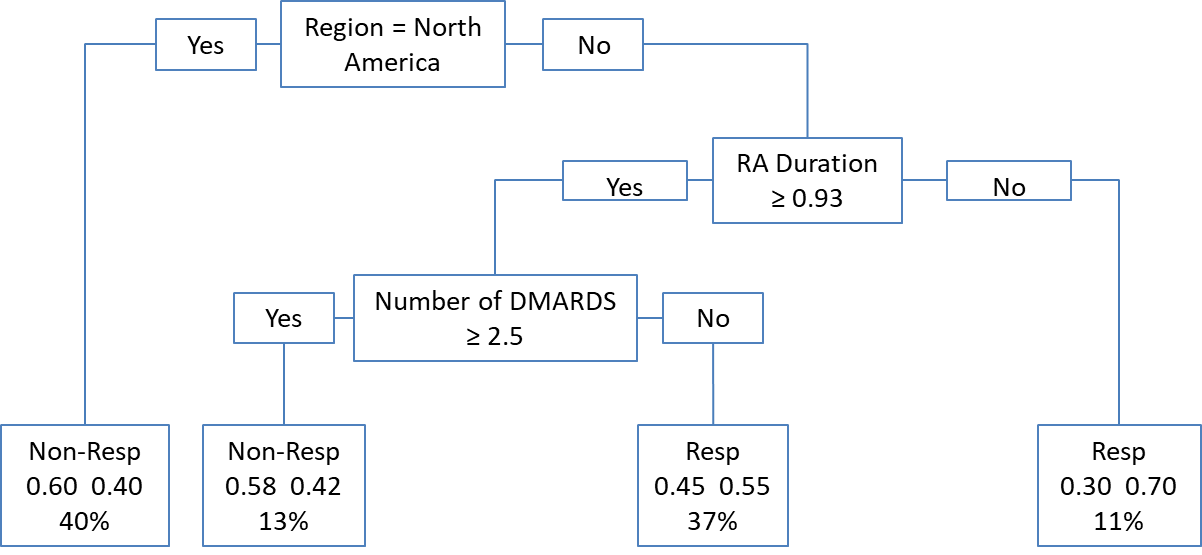 Yes
Region = North
America
No
Yes
RA Duration
≥ 0.93
No
Yes
Number of DMARDS
≥ 2.5
No
Non-Resp
0.60 0.40
40%
Non-Resp
0.58 0.42
13%
Resp
0.45 0.55
37%
Resp
0.30 0.70
11%